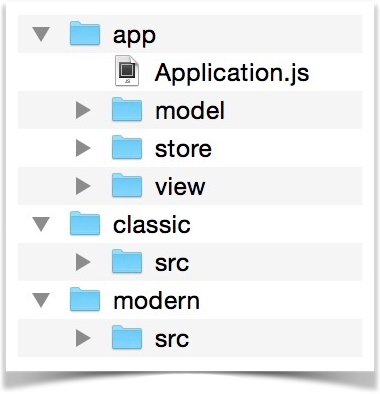 app
Application.js
model
store
view
classic
src
modern
src